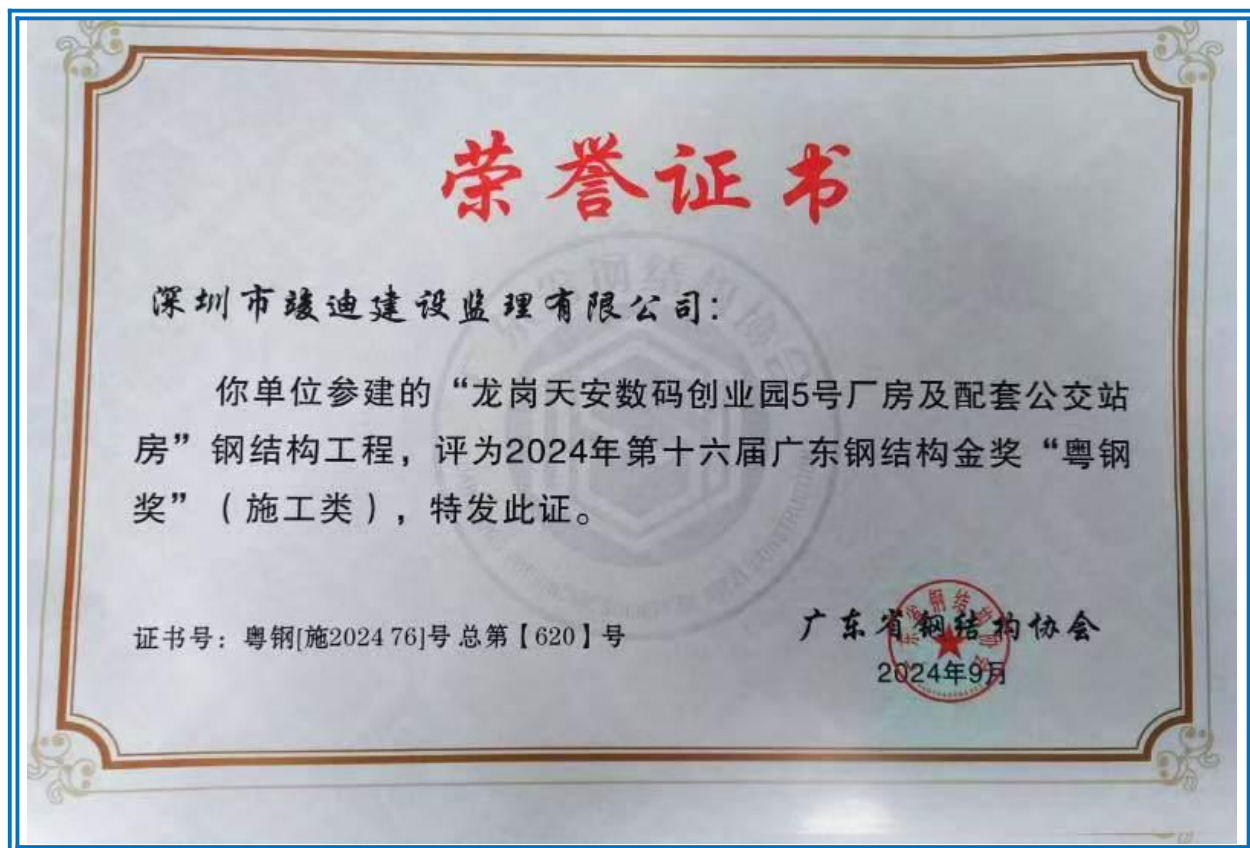 荣誉证书
深圳市竣迪建设监理有限公司：
你单位参建的“龙岗天安数码创业园5号厂房及配套公交站
房”钢结构工程，评为2024年第十六届广东钢结构金奖“粤钢
奖”（施工类），特发此证。
证书号：粤钢[施2024 76]号 总第【620】号
广东省钢结构协会
2024年9月